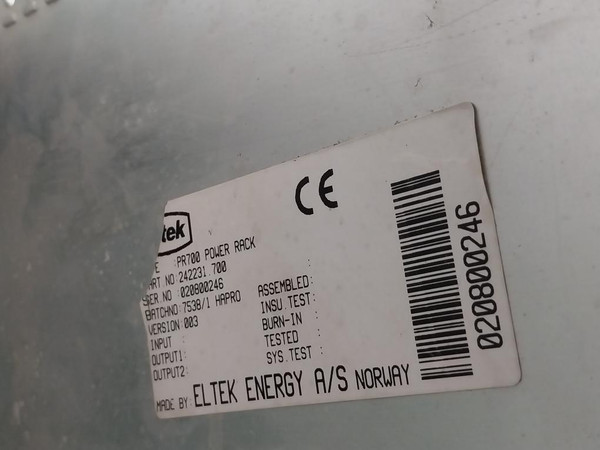 tek
CE
E :PR700 POWER RACK
ART NO:242231.700
SER NO :020800246
BATCHNO:7538/1 HAPRO
VERSION:003
INPUT :
OUTPUT1:
OUTPUT2:
ASSEMBLED:
INSU.TEST:
BURN-IN :
TESTED :
SYS.TEST :
MADE BY:ELTEK ENERGY A/S NORWAY
020800246